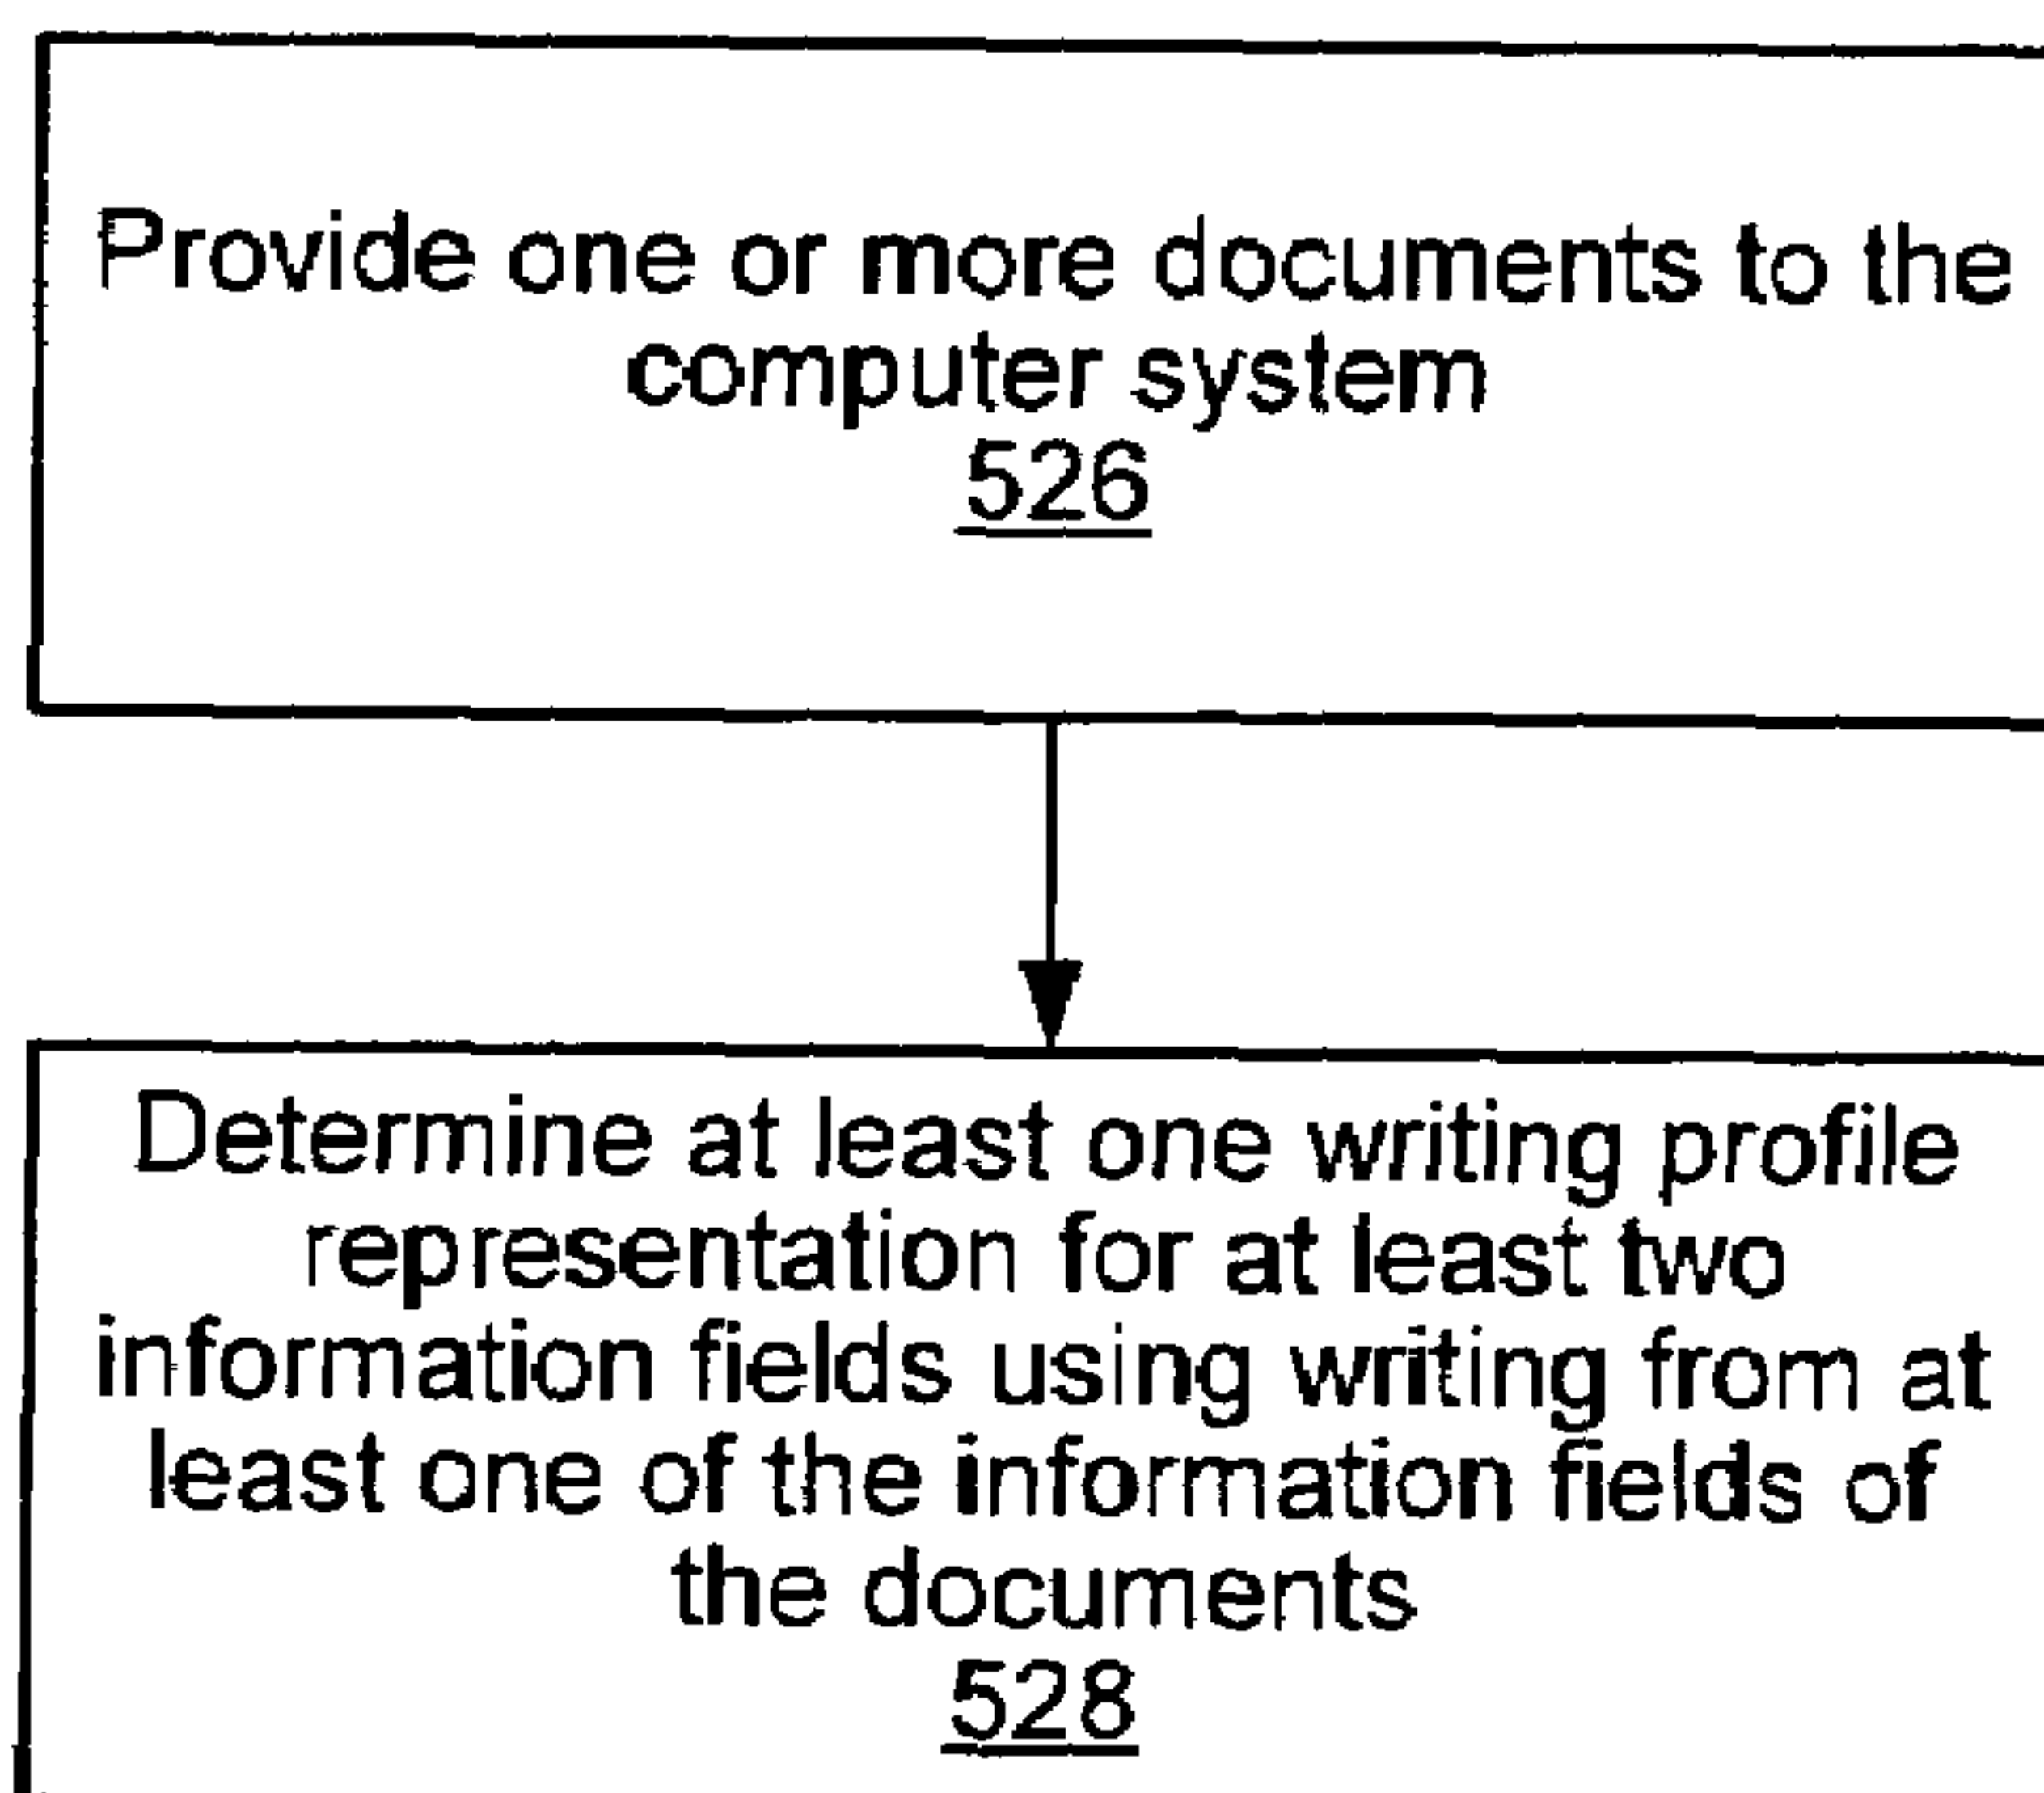 Provide one or more documents to the
computer system
526
Determine at least one writing profile
representation for at least two
information fields using writing from at
least one of the information fields of
the documents
528